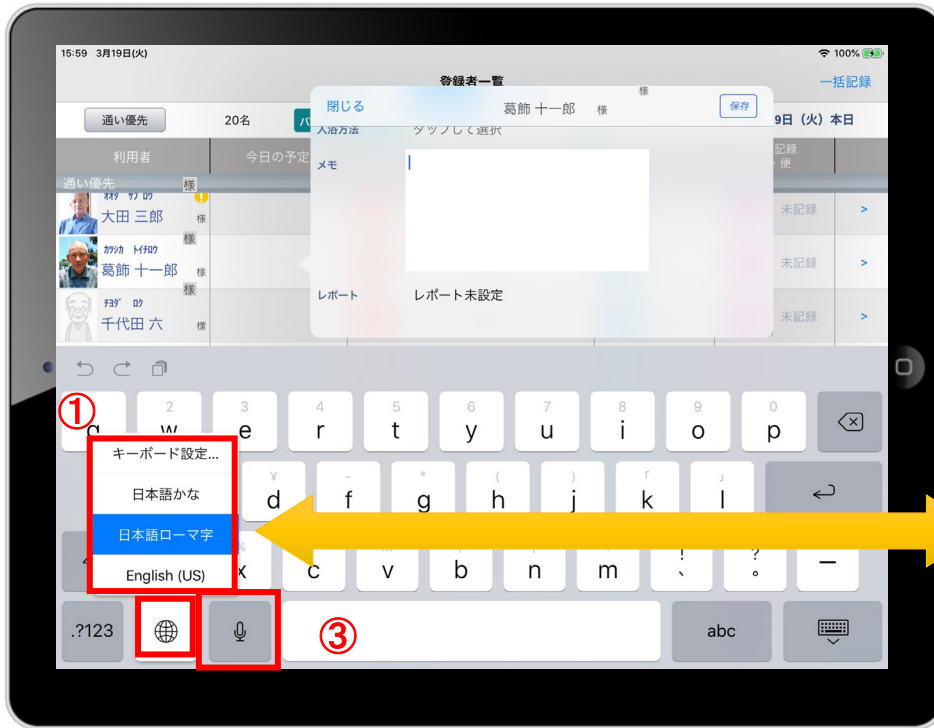 15:59 3月19日(火)
100%
登録者一覧
一括記録
通い優先
20名
閉じる
葛飾 十一郎 様
様
保存
9日（火）本日
利用者
今日の予定
入浴方法
タップして選択
メモ
記録
便
通い優先
様
ｵｵﾀ ｻﾌﾞﾛｳ
大田 三郎 様
未記録 >
様
ｶﾂｼｶ ﾄｲﾁﾛｳ
葛飾 十一郎 様
未記録 >
様
ﾁﾖﾀﾞ ﾛｸ
千代田 六 様
未記録 >
レポート
レポート未設定
①
2 3 4 5 6 7 8 9 0
q w e r t y u i o p
キーボード設定...
日本語かな
日本語ローマ字
English (US)
¥ - * ( ) 「 」
d f g h j k l
% ! ?
x c v b n m 、 。 ー
.?123
③
abc